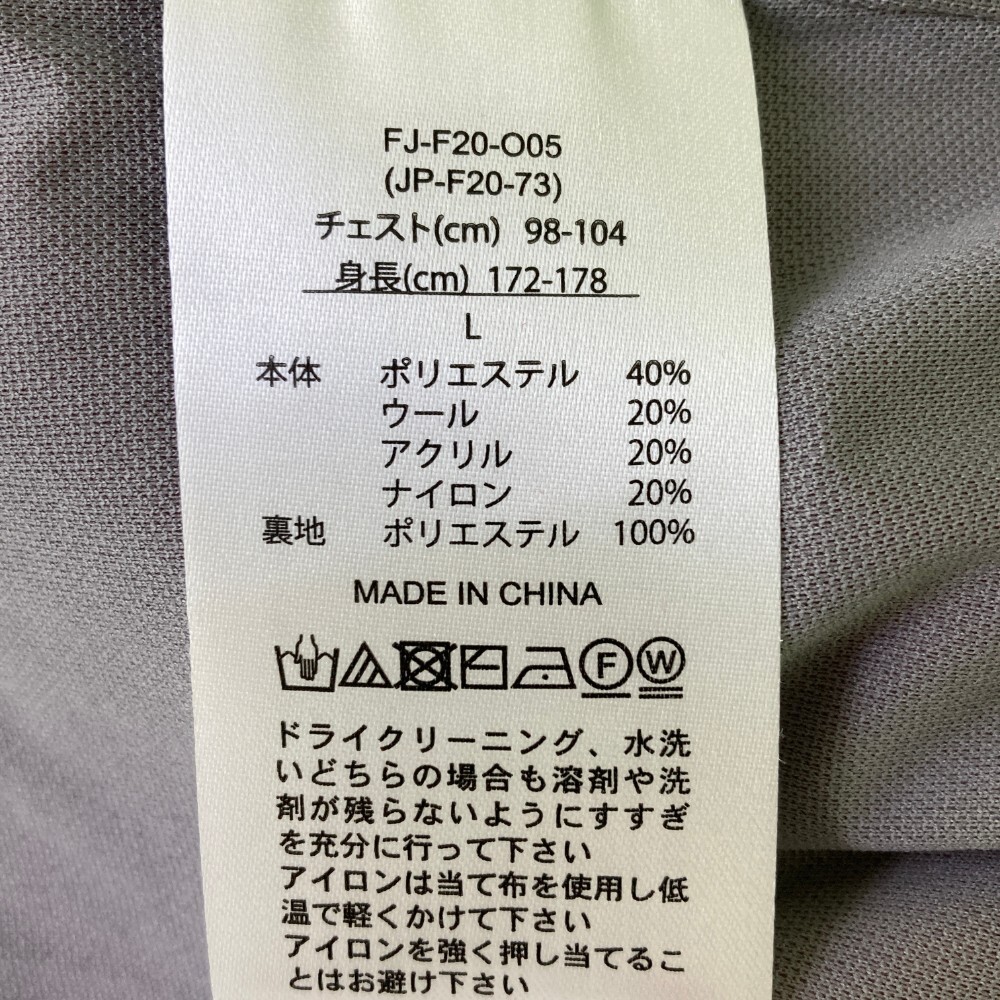 FJ-F20-O05
(JP-F20-73)
チェスト(cm) 98-104
身長(cm) 172-178
L
本体 ポリエステル 40%
ウール 20%
アクリル 20%
ナイロン 20%
裏地 ポリエステル 100%
MADE IN CHINA
F W
ドライクリーニング、水洗
いどちらの場合も溶剤や洗
剤が残らないようにすすぎ
を充分に行って下さい
アイロンは当て布を使用し低
温で軽くかけて下さい
アイロンを強く押し当てるこ
とはお避け下さい